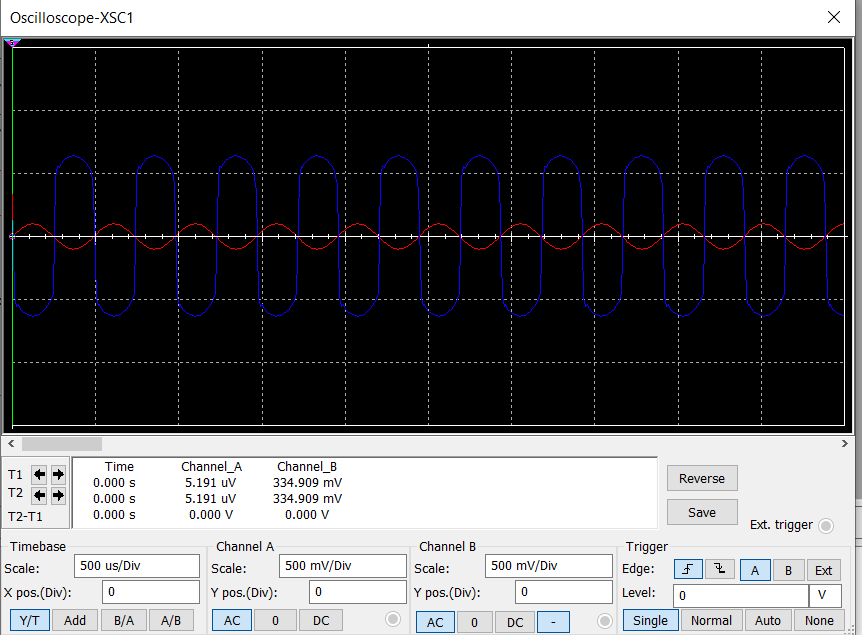 Oscilloscope-XSC1
Time Channel_A Channel_B
T1 0.000 s 5.191 uV 334.909 mV
T2 0.000 s 5.191 uV 334.909 mV
T2-T1 0.000 s 0.000 V 0.000 V
Reverse
Save
Ext. trigger
Timebase
Scale: 500 us/Div
X pos.(Div): 0
Y/T Add B/A A/B
Channel A
Scale: 500 mV/Div
Y pos.(Div): 0
AC 0 DC
Channel B
Scale: 500 mV/Div
Y pos.(Div): 0
AC 0 DC -
Trigger
Edge: A B Ext
Level: 0 V
Single Normal Auto None